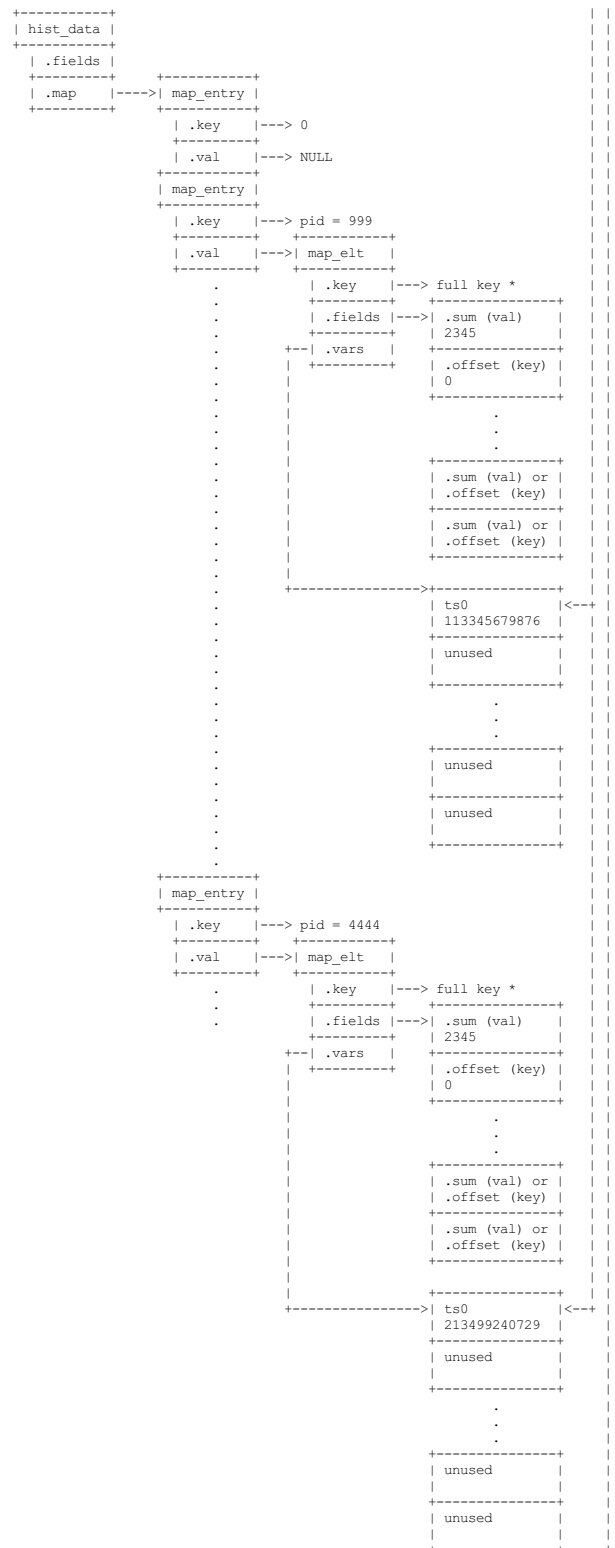 hist_data
.fields
.map ----> map_entry
.key ---> 0
.val ---> NULL
map_entry
.key ---> pid = 999
.val ---> map_elt
.key ---> full key *
.fields ---> .sum (val)
2345
.vars
.offset (key)
0
.
.
.
.sum (val) or
.offset (key)
.sum (val) or
.offset (key)
ts0 <--+
113345679876
unused
.
.
.
unused
unused
map_entry
.key ---> pid = 4444
.val ---> map_elt
.key ---> full key *
.fields ---> .sum (val)
2345
.vars
.offset (key)
0
.
.
.
.sum (val) or
.offset (key)
.sum (val) or
.offset (key)
ts0 <--+
213499240729
unused
.
.
.
unused
unused